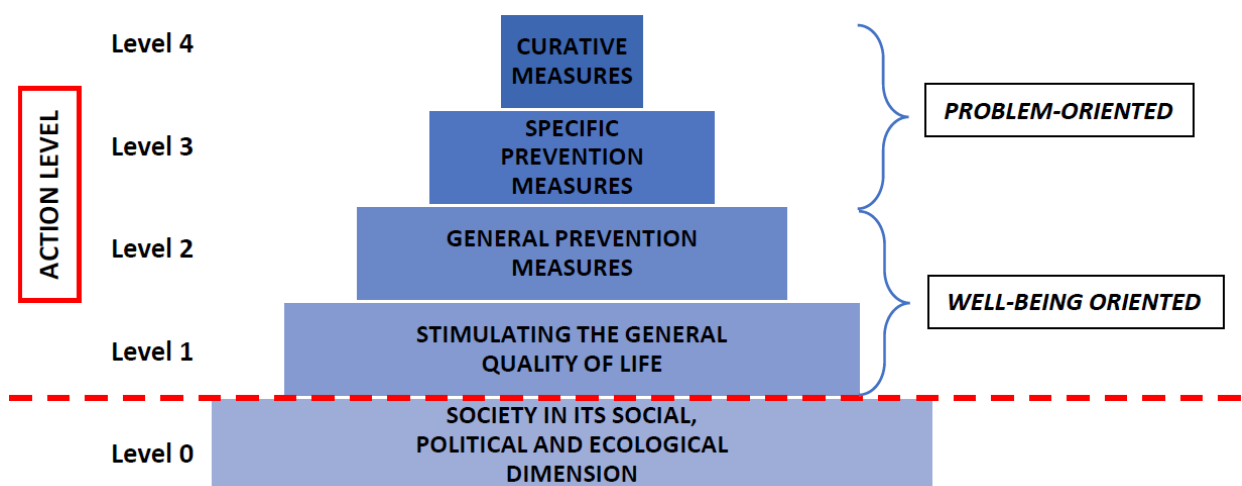 Level 4
CURATIVE
MEASURES
PROBLEM-ORIENTED
ACTION LEVEL
Level 3
SPECIFIC
PREVENTION
MEASURES
Level 2
GENERAL PREVENTION
MEASURES
WELL-BEING ORIENTED
Level 1
STIMULATING THE GENERAL
QUALITY OF LIFE
Level 0
SOCIETY IN ITS SOCIAL,
POLITICAL AND ECOLOGICAL
DIMENSION